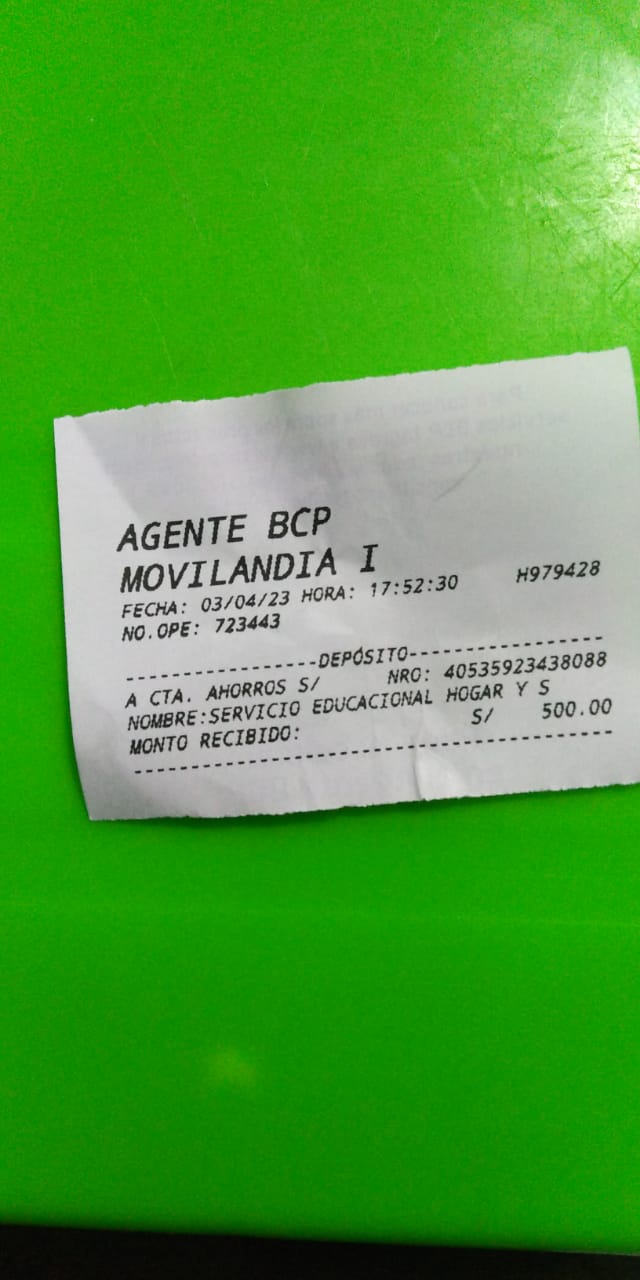 AGENTE BCP
MOVILANDIA I
FECHA: 03/04/23 HORA: 17:52:30 H979428
NO.OPE: 723443
------------------DEPÓSITO------------------
A CTA. AHORROS S/ NRO: 40535923438088
NOMBRE:SERVICIO EDUCACIONAL HOGAR Y S
MONTO RECIBIDO: S/ 500.00
--------------------------------------------